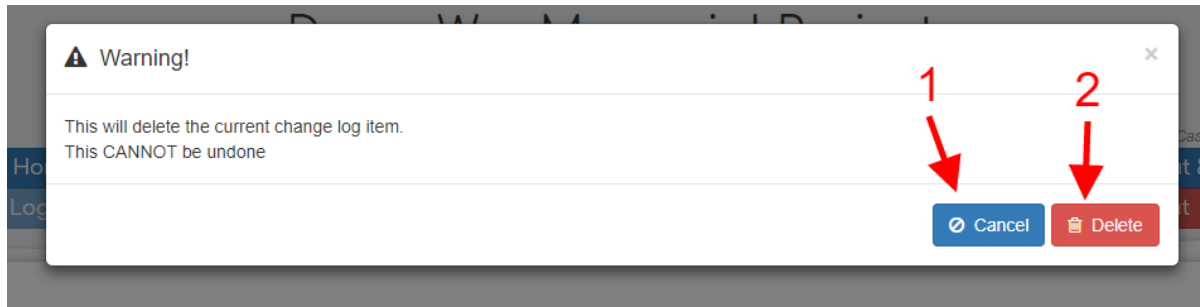 Warning!
×
1
2
This will delete the current change log item.
This CANNOT be undone
Cancel
Delete